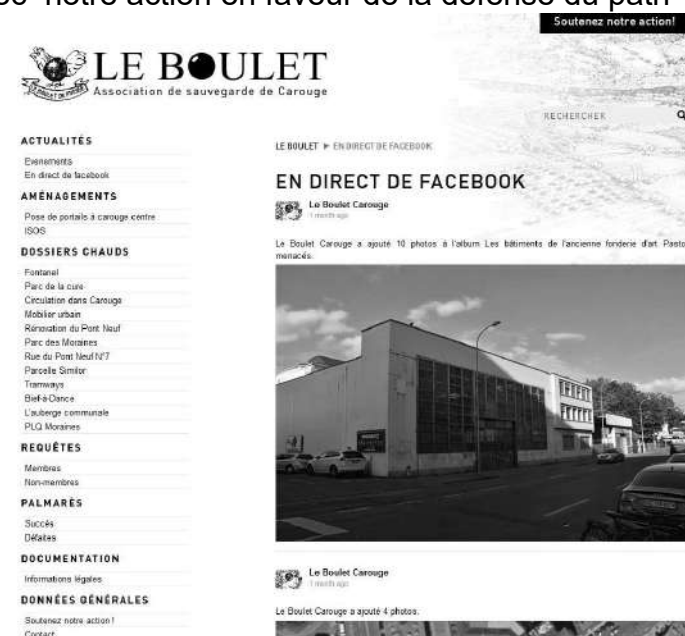 notre action en faveur de la défense du patr
Soutenez notre action!
LE BOULET
Association de sauvegarde de Carouge
RECHERCHER
ACTUALITÉS
Evenements
En direct de facebook
AMÉNAGEMENTS
Pose de portails à carouge centre
ISOS
DOSSIERS CHAUDS
Fontanel
Parc de la cure
Circulation dans Carouge
Mobilier urbain
Rénovation du Pont Neuf
Parc des Moraines
Rue du Pont Neuf N°7
Parcelle Similor
Tramways
Bief-à-Dance
L'auberge communale
PLQ Moraines
REQUÊTES
Membres
Non-membres
PALMARÈS
Succès
Défaites
DOCUMENTATION
Informations légales
DONNÉES GÉNÉRALES
Soutenez notre action !
Contact
LE BOULET ► EN DIRECT DE FACEBOOK
EN DIRECT DE FACEBOOK
Le Boulet Carouge
1 month ago
Le Boulet Carouge a ajouté 10 photos à l'album Les bâtiments de l'ancienne fonderie d'art Pasto
menacés.
Le Boulet Carouge
1 month ago
Le Boulet Carouge a ajouté 4 photos.